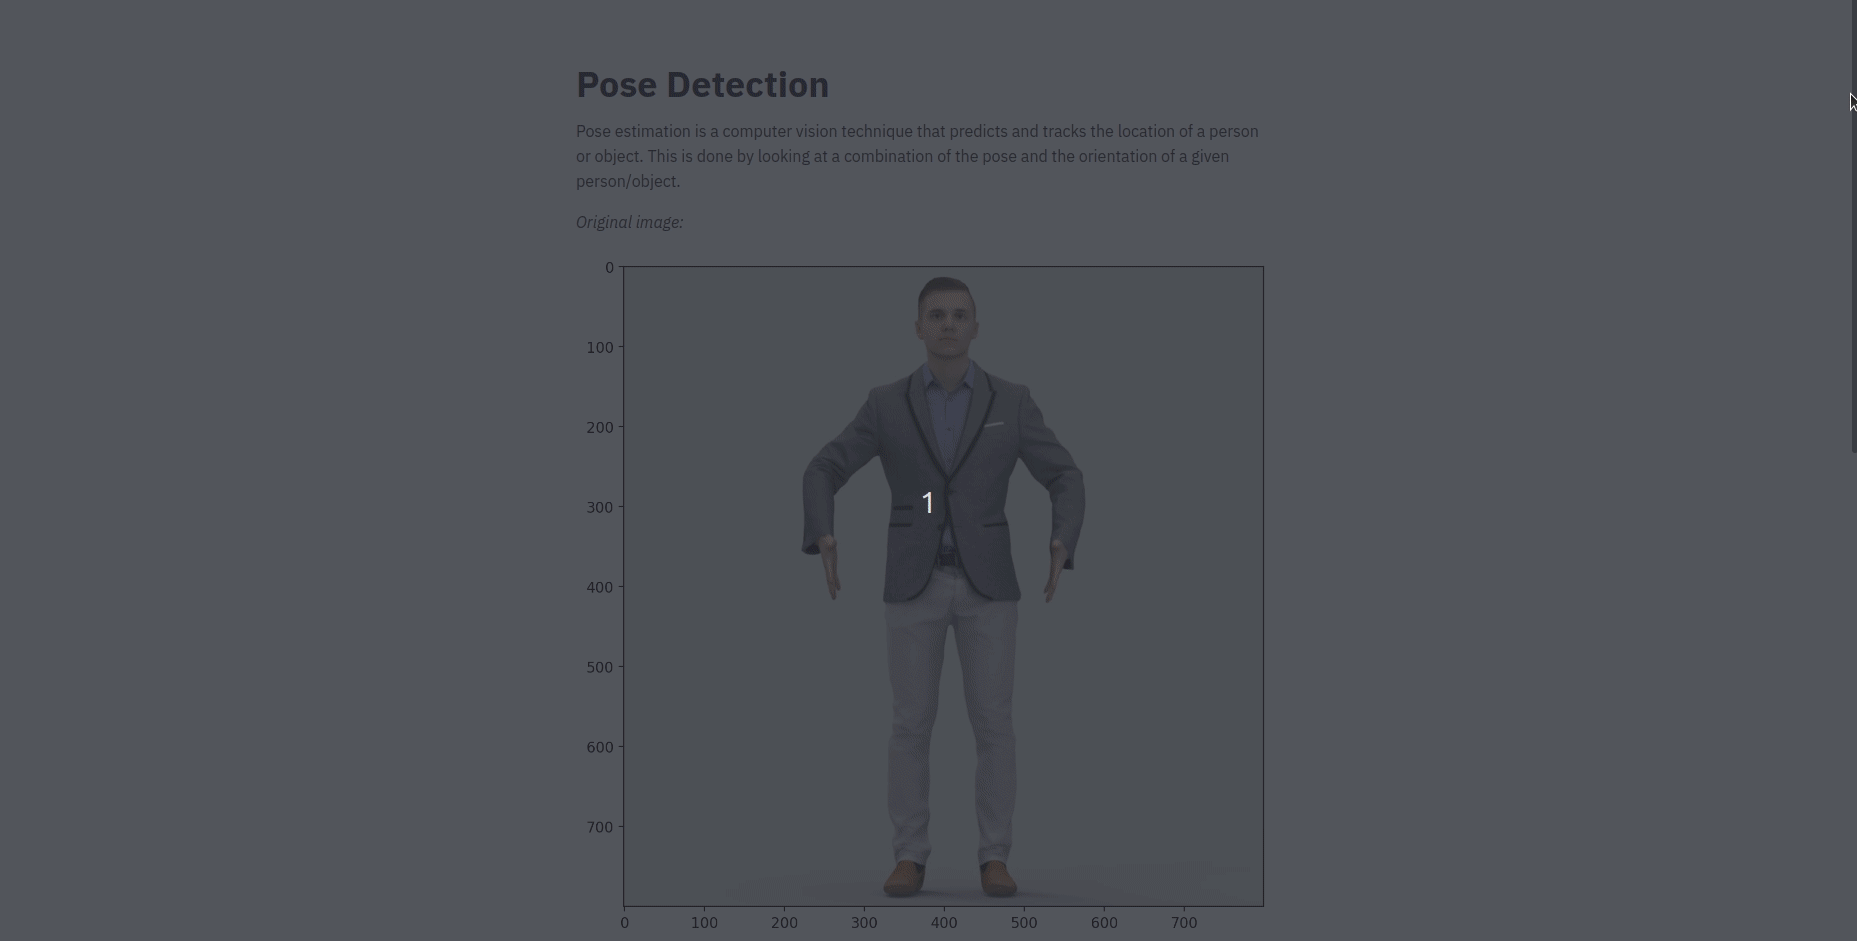 Pose Detection
Pose estimation is a computer vision technique that predicts and tracks the location of a person
or object. This is done by looking at a combination of the pose and the orientation of a given
person/object.
Original image:
0
100
200
300
400
500
600
700
1
0 100 200 300 400 500 600 700